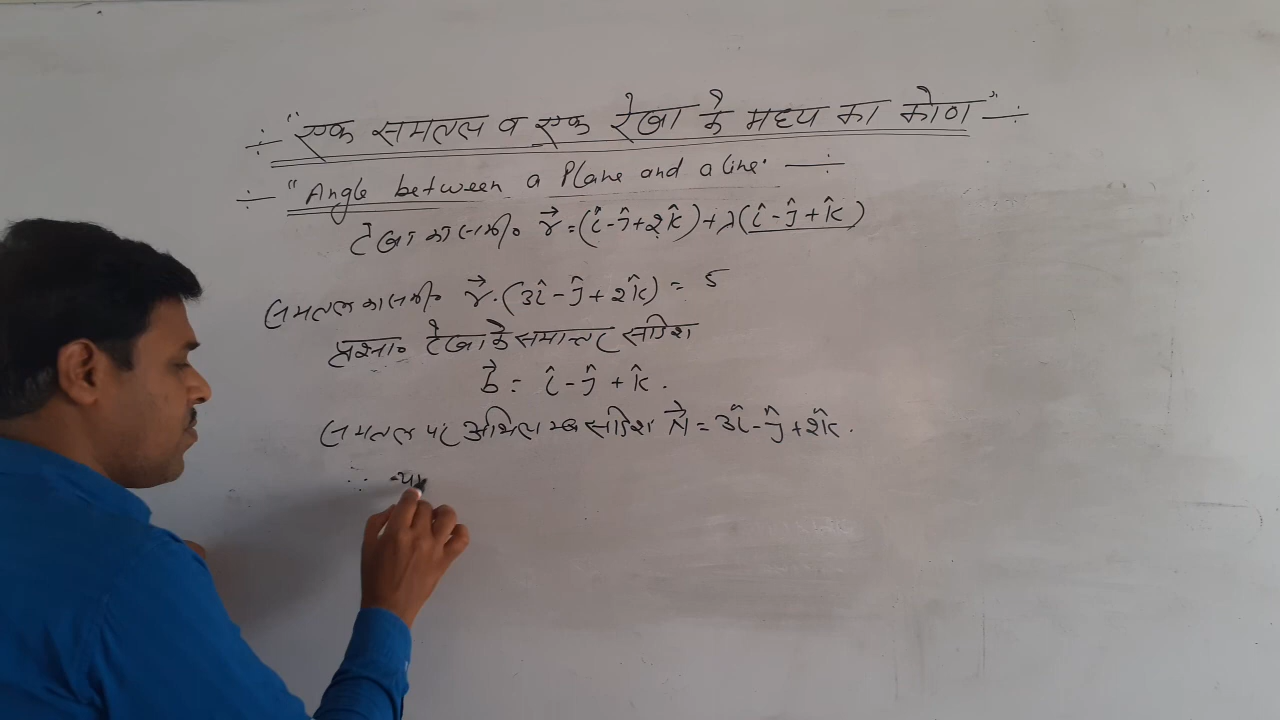 ÷ "एक समतल व एक रेखा के मध्य का कोण" ÷
÷ "Angle between a Plane and a line. ÷
रेखा का समी० r⃗ = (î-ĵ+2k̂)+λ(î-ĵ+k̂)
समतल का समी० r⃗.(3î-ĵ+2k̂) = 5
प्रश्ना० रेखा के समान्तर सदिश
b⃗ = î-ĵ+k̂.
समतल पर अभिलम्ब सदिश N⃗ = 3î-ĵ+2k̂.
∵